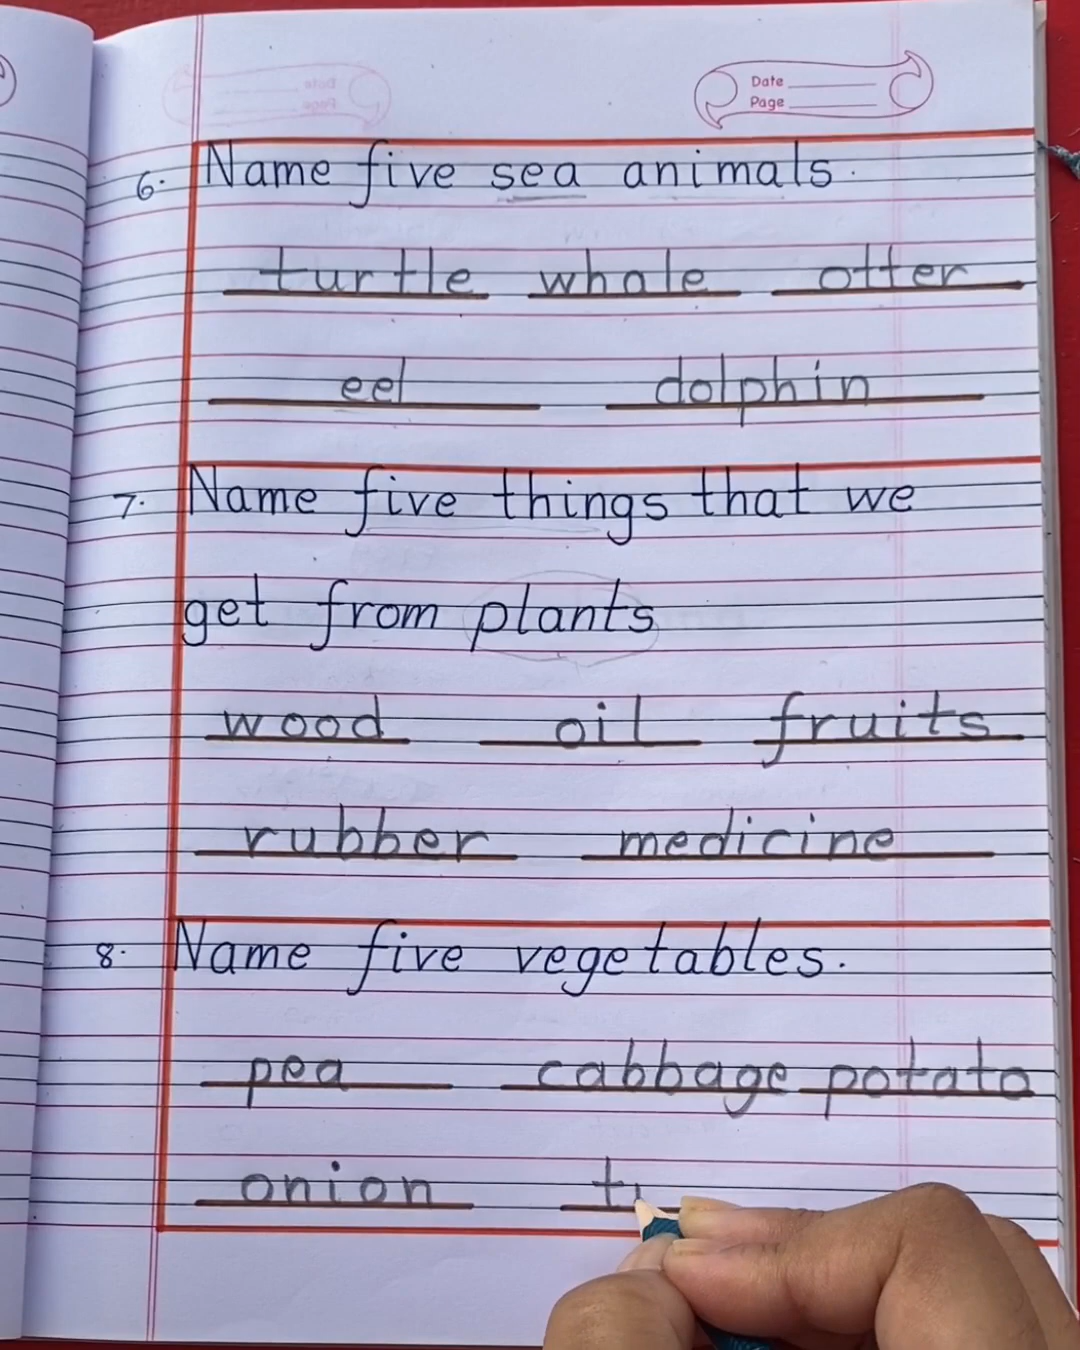 Date
Page
6. Name five sea animals.
turtle whale otter
eel dolphin
7. Name five things that we
get from plants
wood oil fruits
rubber medicine
8. Name five vegetables.
pea cabbage potato
onion